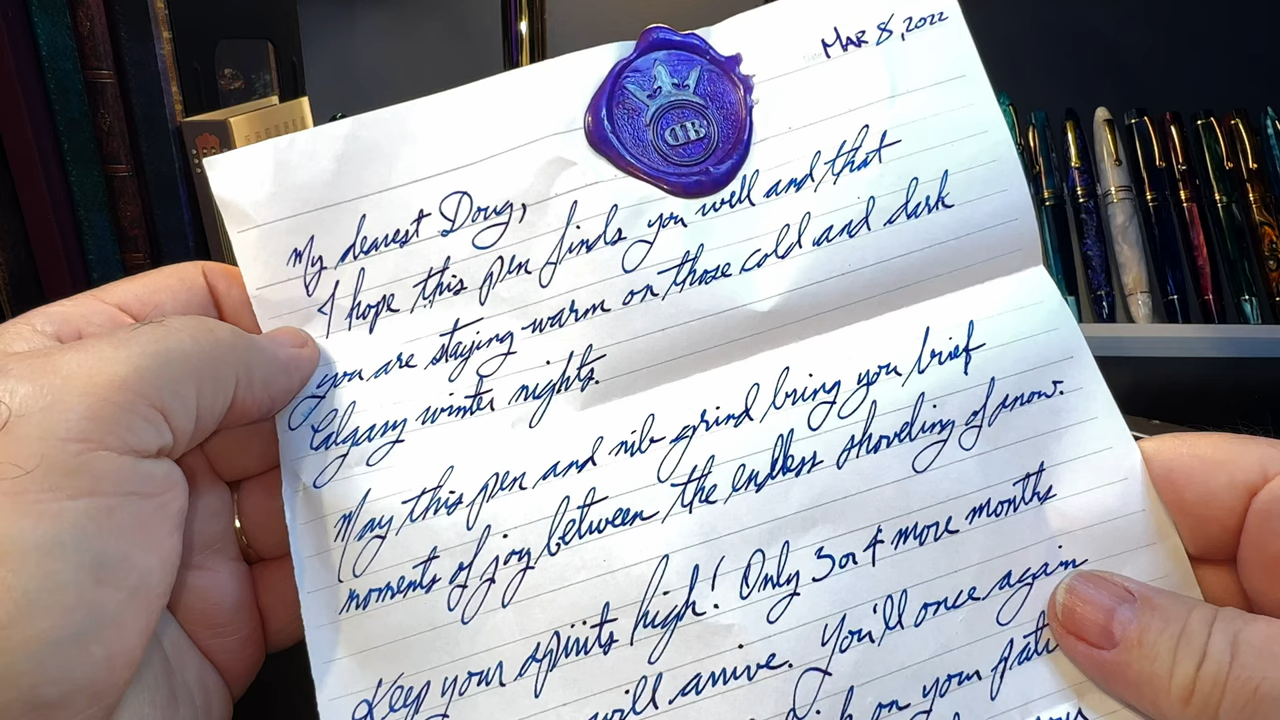 Mar 8, 2022
DB
My dearest Doug,
I hope this pen finds you well and that
you are staying warm on those cold and dark
Calgary winter nights.
May this pen and nib grind bring you brief
moments of joy between the endless shoveling of snow.
Keep your spirits high! Only 3 or 4 more months
will arrive. You'll once again
on your